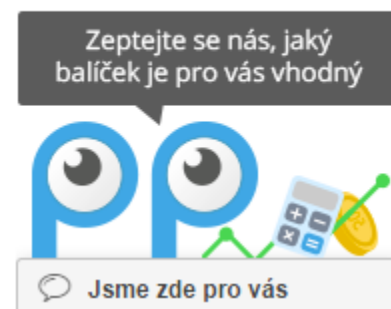 Zeptejte se nás, jaký
balíček je pro vás vhodný
Jsme zde pro vás